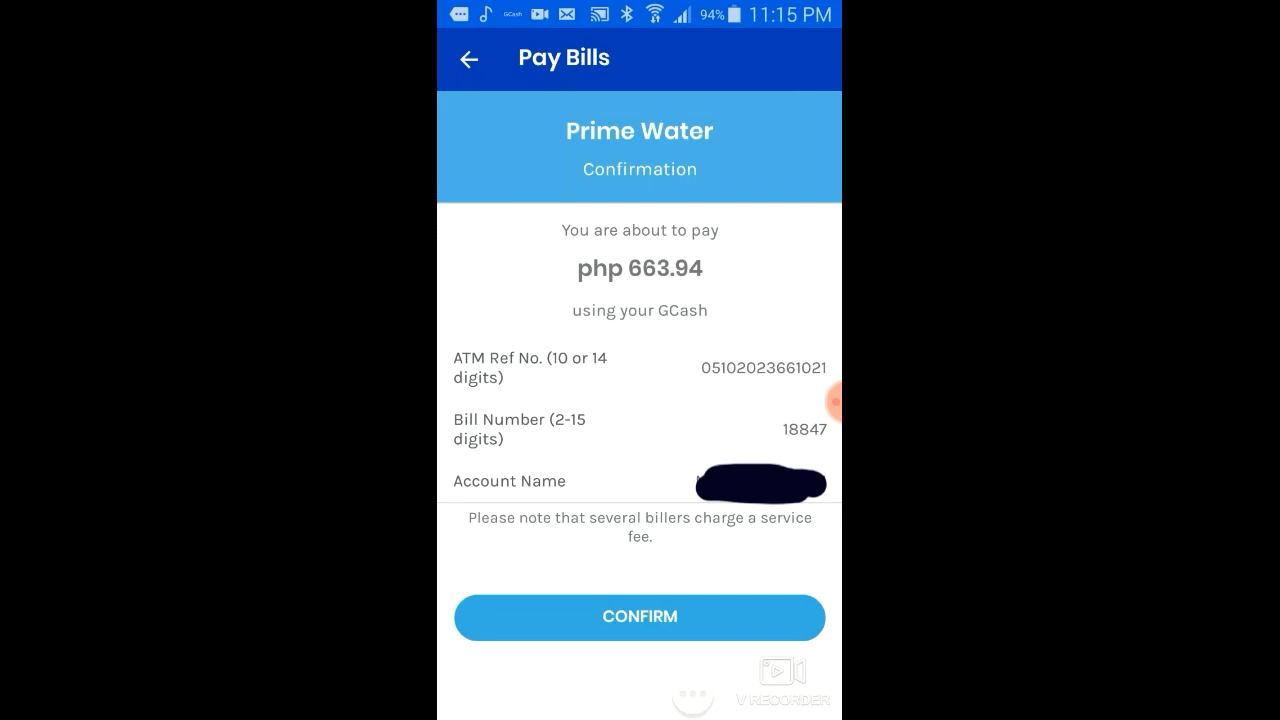 GCash 94% 11:15 PM
Pay Bills
Prime Water
Confirmation
You are about to pay
php 663.94
using your GCash
ATM Ref No. (10 or 14
digits)
05102023661021
Bill Number (2-15
digits)
18847
Account Name
Please note that several billers charge a service
fee.
CONFIRM
V RECORDER